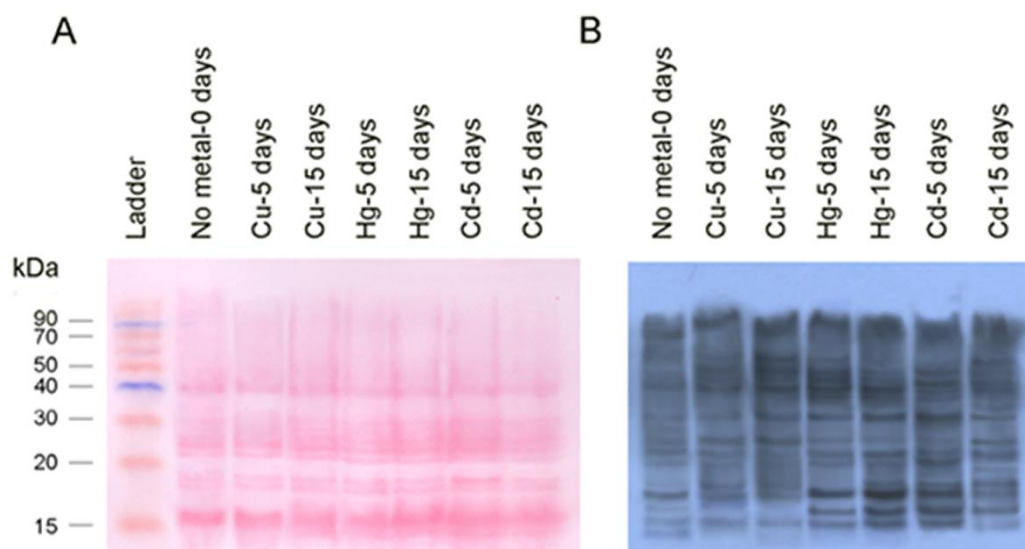 A
Ladder
No metal-0 days
Cu-5 days
Cu-15 days
Hg-5 days
Hg-15 days
Cd-5 days
Cd-15 days
kDa
90
70
50
40
30
20
15
B
No metal-0 days
Cu-5 days
Cu-15 days
Hg-5 days
Hg-15 days
Cd-5 days
Cd-15 days